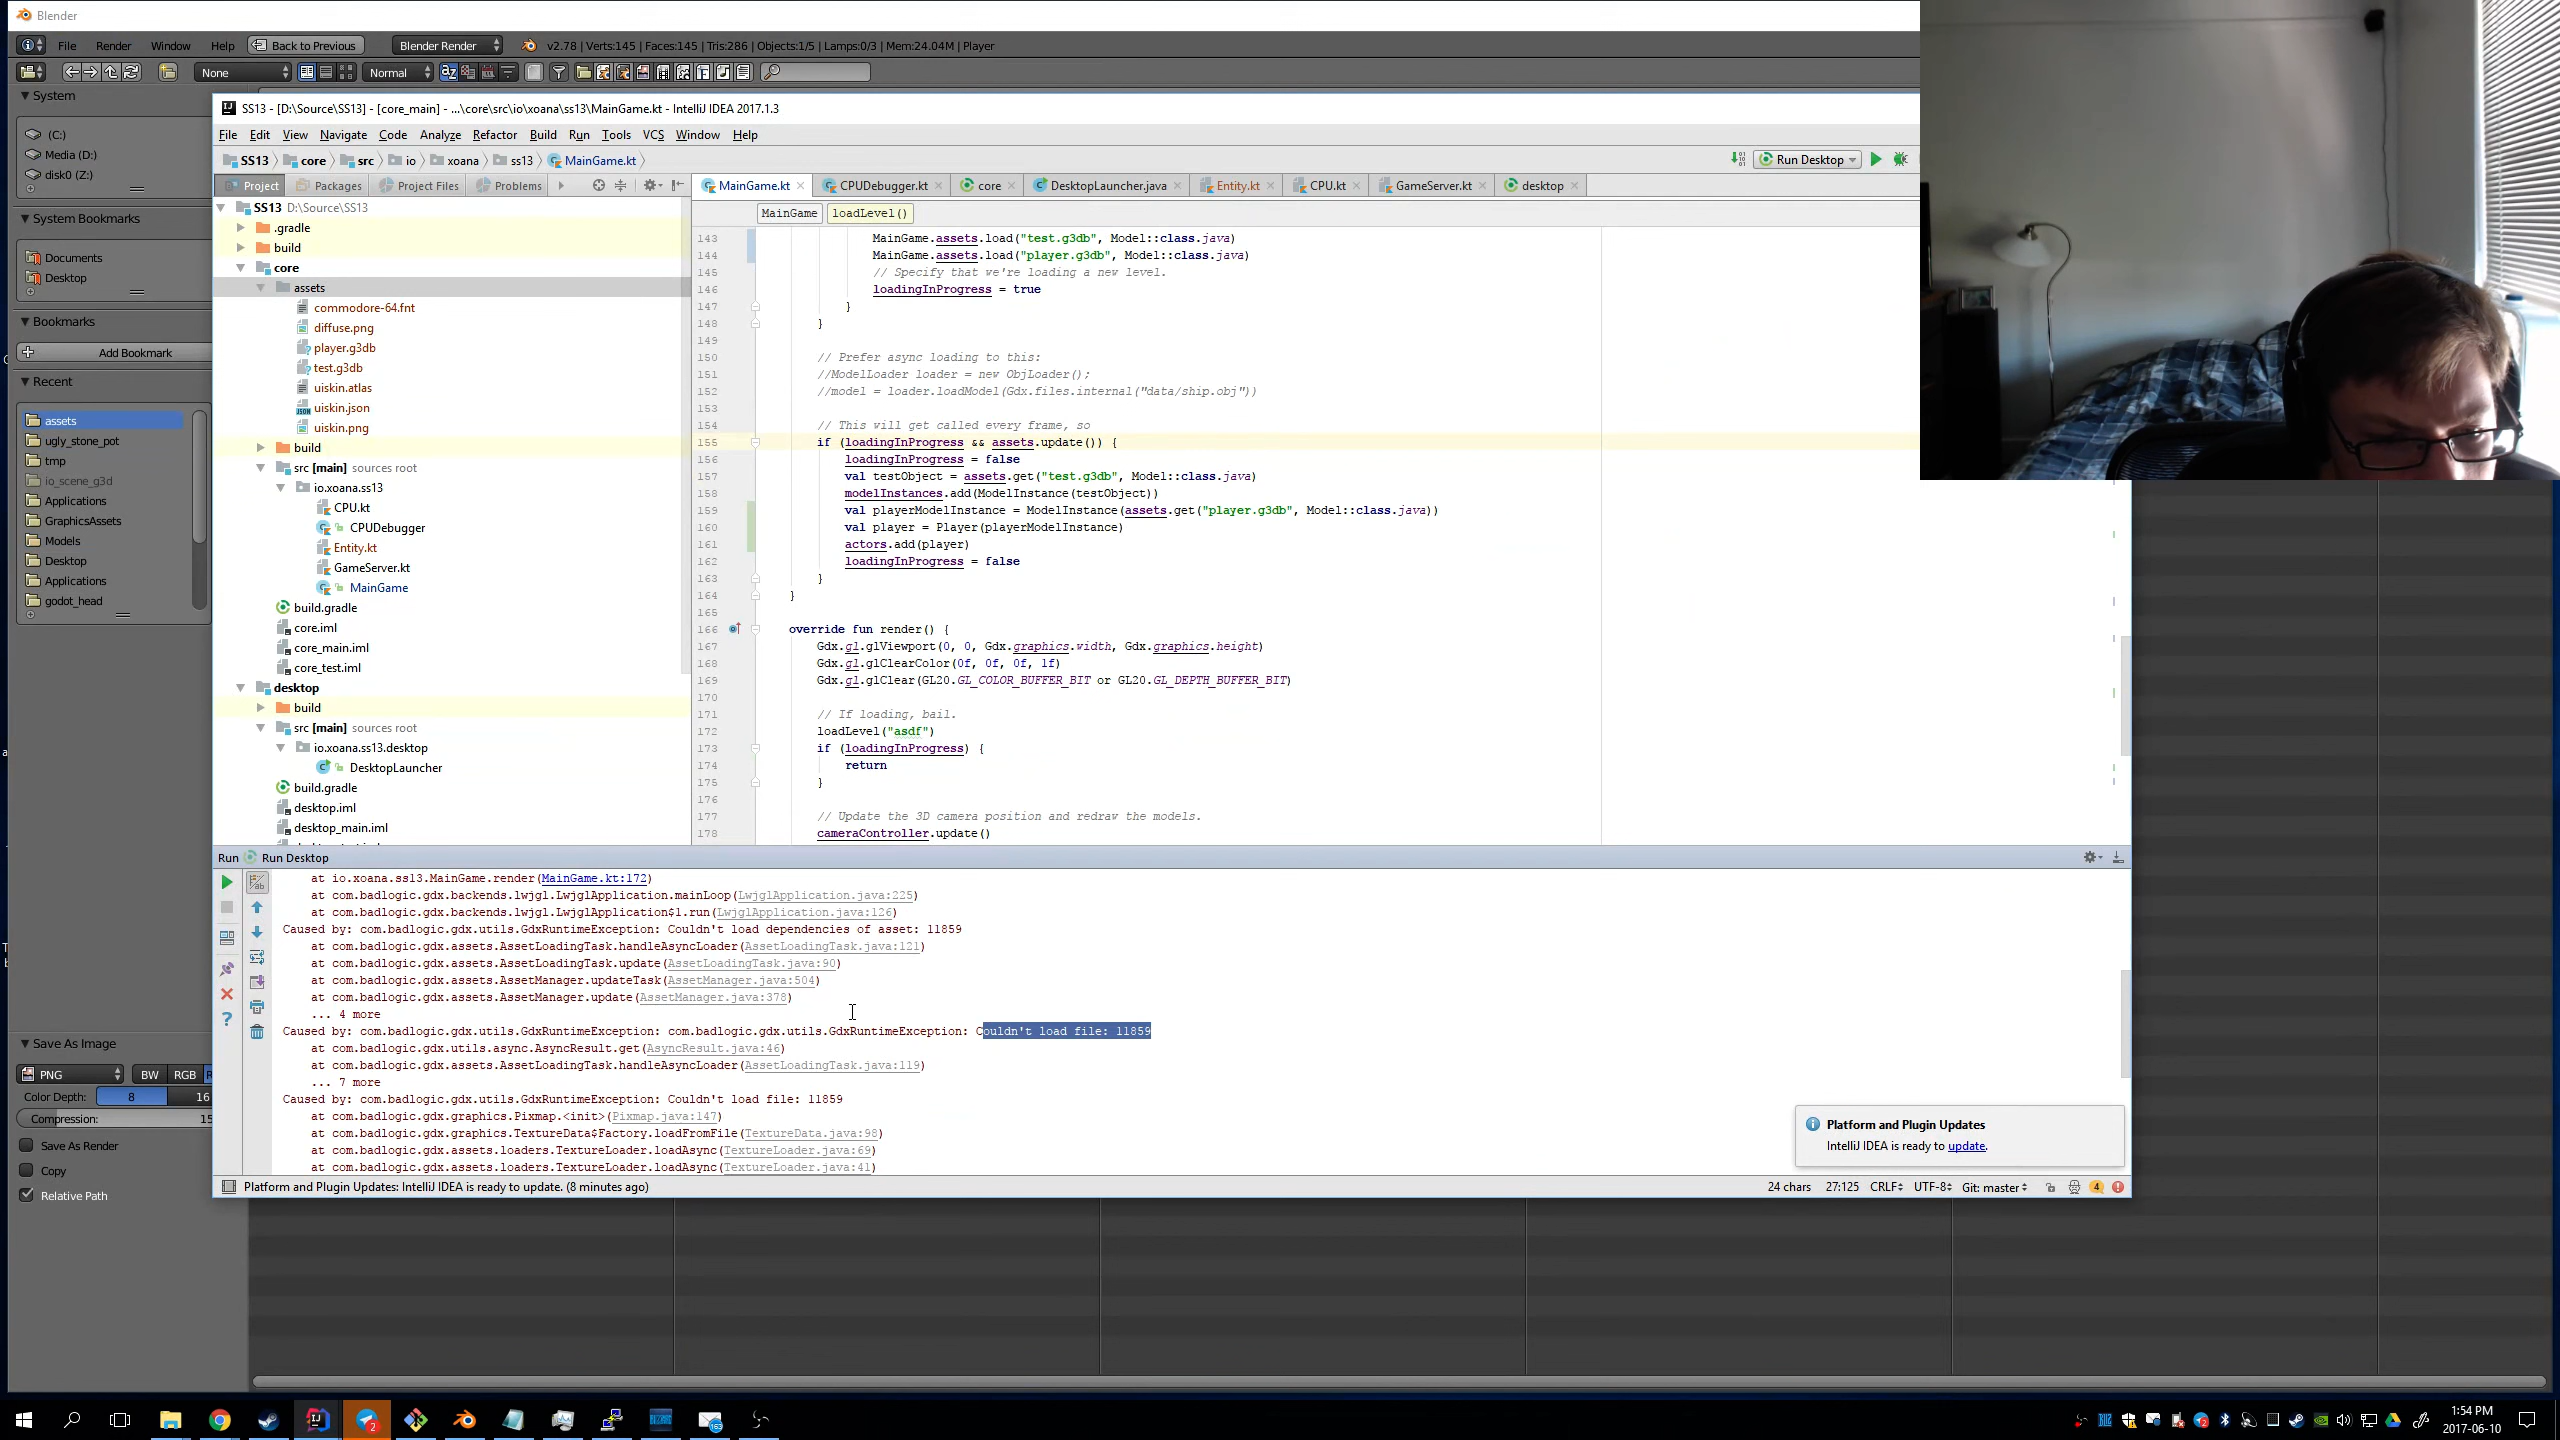 Blender
File Render Window Help Back to Previous Blender Render v2.78 | Verts:145 | Faces:145 | Tris:286 | Objects:1/5 | Lamps:0/3 | Mem:24.04M | Player
None Normal
System
(C:)
Media (D:)
disk0 (Z:)
System Bookmarks
Documents
Desktop
Bookmarks
Add Bookmark
Recent
assets
ugly_stone_pot
tmp
io_scene_g3d
Applications
GraphicsAssets
Models
Desktop
Applications
godot_head
Save As Image
PNG BW RGB R
Color Depth: 8 16
Compression: 15
Save As Render
Copy
Relative Path
SS13 - [D:\Source\SS13] - [core_main] - ...\core\src\io\xoana\ss13\MainGame.kt - IntelliJ IDEA 2017.1.3
File Edit View Navigate Code Analyze Refactor Build Run Tools VCS Window Help
SS13 core src io xoana ss13 MainGame.kt
Run Desktop
Project Packages Project Files Problems
MainGame.kt CPUDebugger.kt core DesktopLauncher.java Entity.kt CPU.kt GameServer.kt desktop
MainGame loadLevel()
SS13 D:\Source\SS13
.gradle
build
core
assets
commodore-64.fnt
diffuse.png
player.g3db
test.g3db
uiskin.atlas
uiskin.json
uiskin.png
build
src [main] sources root
io.xoana.ss13
CPU.kt
CPUDebugger
Entity.kt
GameServer.kt
MainGame
build.gradle
core.iml
core_main.iml
core_test.iml
desktop
build
src [main] sources root
io.xoana.ss13.desktop
DesktopLauncher
build.gradle
desktop.iml
desktop_main.iml
143 MainGame.assets.load("test.g3db", Model::class.java)
144 MainGame.assets.load("player.g3db", Model::class.java)
145 // Specify that we're loading a new level.
146 loadingInProgress = true
147 }
148 }
149
150 // Prefer async loading to this:
151 //ModelLoader loader = new ObjLoader();
152 //model = loader.loadModel(Gdx.files.internal("data/ship.obj"))
153
154 // This will get called every frame, so
155 if (loadingInProgress && assets.update()) {
156 loadingInProgress = false
157 val testObject = assets.get("test.g3db", Model::class.java)
158 modelInstances.add(ModelInstance(testObject))
159 val playerModelInstance = ModelInstance(assets.get("player.g3db", Model::class.java))
160 val player = Player(playerModelInstance)
161 actors.add(player)
162 loadingInProgress = false
163 }
164 }
165
166 override fun render() {
167 Gdx.gl.glViewport(0, 0, Gdx.graphics.width, Gdx.graphics.height)
168 Gdx.gl.glClearColor(0f, 0f, 0f, 1f)
169 Gdx.gl.glClear(GL20.GL_COLOR_BUFFER_BIT or GL20.GL_DEPTH_BUFFER_BIT)
170
171 // If loading, bail.
172 loadLevel("asdf")
173 if (loadingInProgress) {
174 return
175 }
176
177 // Update the 3D camera position and redraw the models.
178 cameraController.update()
Run Run Desktop
at io.xoana.ss13.MainGame.render(MainGame.kt:172)
at com.badlogic.gdx.backends.lwjgl.LwjglApplication.mainLoop(LwjglApplication.java:225)
at com.badlogic.gdx.backends.lwjgl.LwjglApplication$1.run(LwjglApplication.java:126)
Caused by: com.badlogic.gdx.utils.GdxRuntimeException: Couldn't load dependencies of asset: 11859
at com.badlogic.gdx.assets.AssetLoadingTask.handleAsyncLoader(AssetLoadingTask.java:121)
at com.badlogic.gdx.assets.AssetLoadingTask.update(AssetLoadingTask.java:90)
at com.badlogic.gdx.assets.AssetManager.updateTask(AssetManager.java:504)
at com.badlogic.gdx.assets.AssetManager.update(AssetManager.java:378)
... 4 more
Caused by: com.badlogic.gdx.utils.GdxRuntimeException: com.badlogic.gdx.utils.GdxRuntimeException: Couldn't load file: 11859
at com.badlogic.gdx.utils.async.AsyncResult.get(AsyncResult.java:46)
at com.badlogic.gdx.assets.AssetLoadingTask.handleAsyncLoader(AssetLoadingTask.java:119)
... 7 more
Caused by: com.badlogic.gdx.utils.GdxRuntimeException: Couldn't load file: 11859
at com.badlogic.gdx.graphics.Pixmap.<init>(Pixmap.java:147)
at com.badlogic.gdx.graphics.TextureData$Factory.loadFromFile(TextureData.java:98)
at com.badlogic.gdx.assets.loaders.TextureLoader.loadAsync(TextureLoader.java:69)
at com.badlogic.gdx.assets.loaders.TextureLoader.loadAsync(TextureLoader.java:41)
Platform and Plugin Updates
IntelliJ IDEA is ready to update.
Platform and Plugin Updates: IntelliJ IDEA is ready to update. (8 minutes ago)
24 chars 27:125 CRLF UTF-8 Git: master 4
1:54 PM
2017-06-10